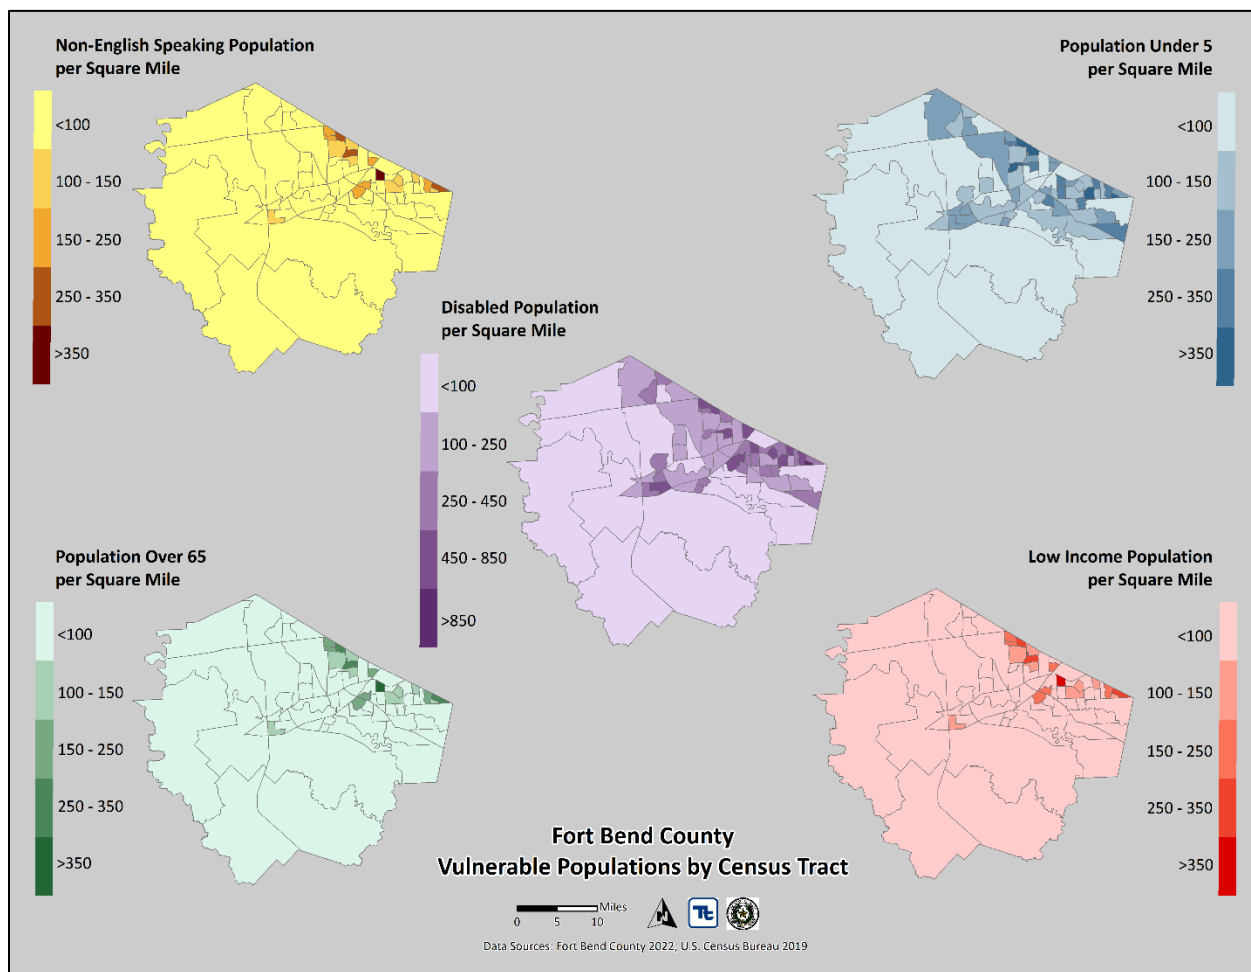 Non-English Speaking Population
per Square Mile
<100
100 - 150
150 - 250
250 - 350
>350
Population Under 5
per Square Mile
<100
100 - 150
150 - 250
250 - 350
>350
Disabled Population
per Square Mile
<100
100 - 250
250 - 450
450 - 850
>850
Population Over 65
per Square Mile
<100
100 - 150
150 - 250
250 - 350
>350
Low Income Population
per Square Mile
<100
100 - 150
150 - 250
250 - 350
>350
Fort Bend County
Vulnerable Populations by Census Tract
Miles
0 5 10
N
Tt
Data Sources: Fort Bend County 2022, U.S. Census Bureau 2019